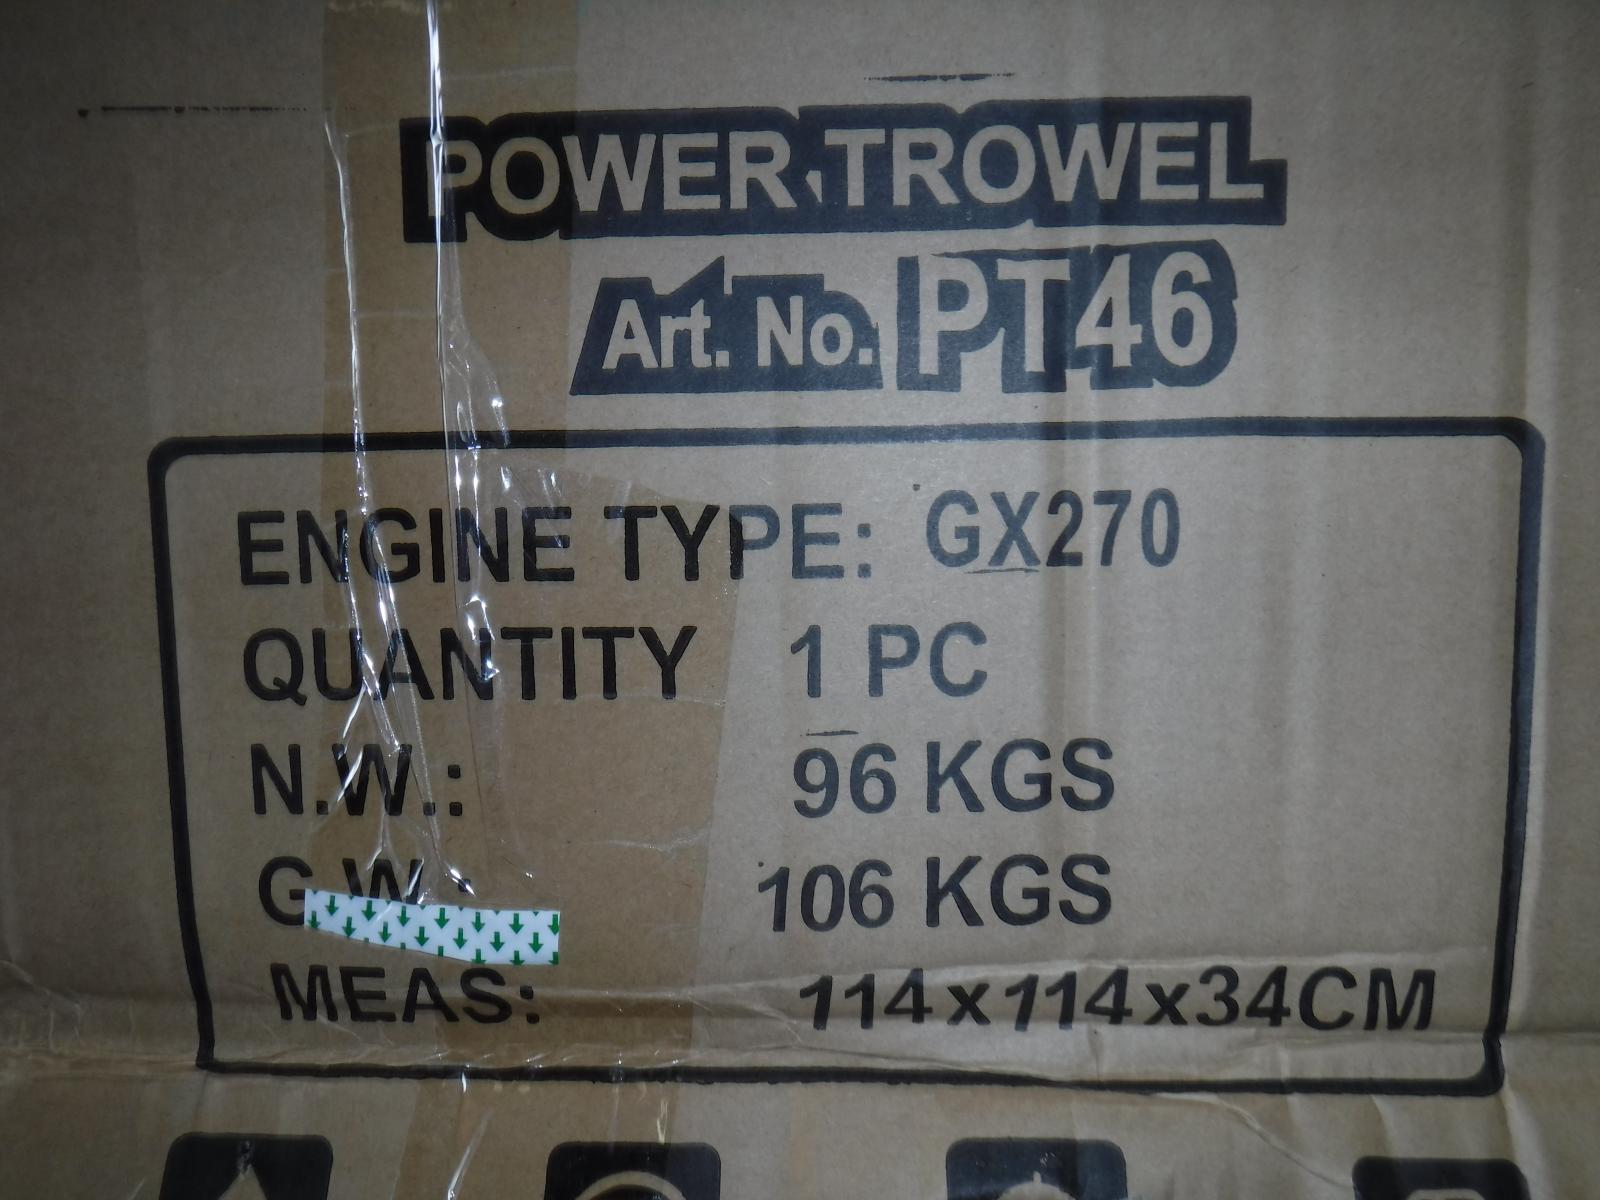 POWER TROWEL
Art. No. PT46
ENGINE TYPE: GX270
QUANTITY 1 PC
N.W.: 96 KGS
G.W.: 106 KGS
MEAS: 114x114x34CM